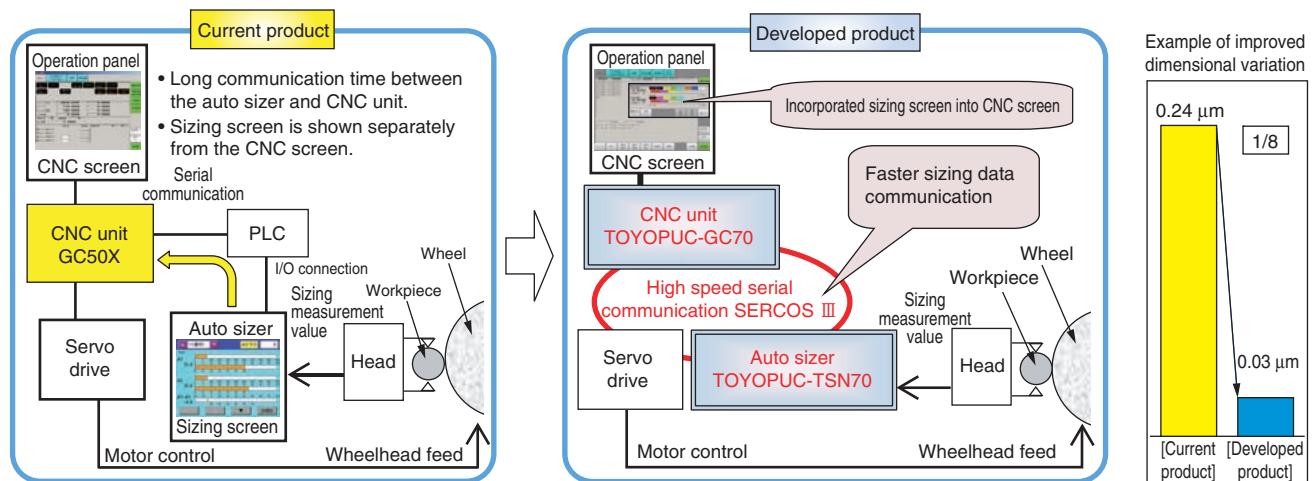 Current product
Operation panel
CNC screen
• Long communication time between
the auto sizer and CNC unit.
• Sizing screen is shown separately
from the CNC screen.
Serial
communication
CNC unit
GC50X
PLC
I/O connection
Sizing
measurement
value
Workpiece
Wheel
Servo
drive
Auto sizer
Sizing screen
Head
Motor control
Wheelhead feed
Developed product
Operation panel
CNC screen
Incorporated sizing screen into CNC screen
Faster sizing data
communication
CNC unit
TOYOPUC-GC70
High speed serial
communication SERCOS Ⅲ
Servo
drive
Auto sizer
TOYOPUC-TSN70
Sizing
measurement
value
Workpiece
Wheel
Head
Motor control
Wheelhead feed
Example of improved
dimensional variation
0.24 μm
1/8
0.03 μm
[Current
product]
[Developed
product]